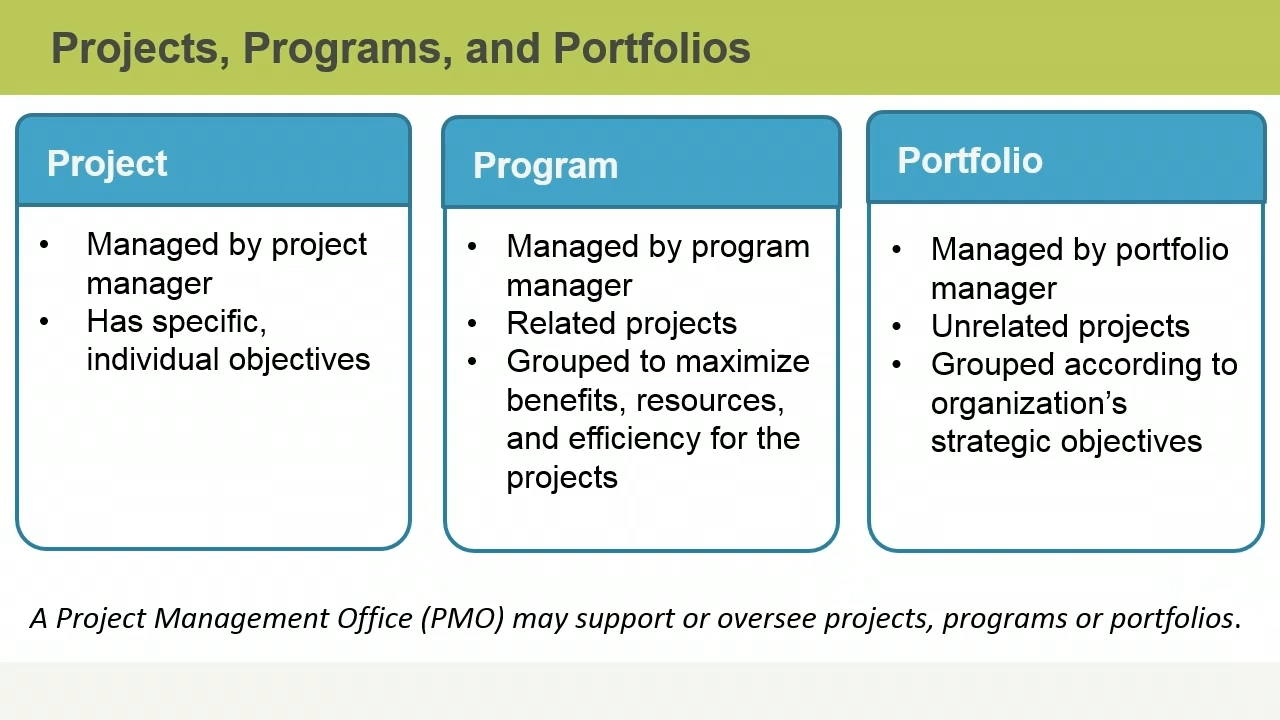 Projects, Programs, and Portfolios
Project
• Managed by project
manager
• Has specific,
individual objectives
Program
• Managed by program
manager
• Related projects
• Grouped to maximize
benefits, resources,
and efficiency for the
projects
Portfolio
• Managed by portfolio
manager
• Unrelated projects
• Grouped according to
organization’s
strategic objectives
A Project Management Office (PMO) may support or oversee projects, programs or portfolios.